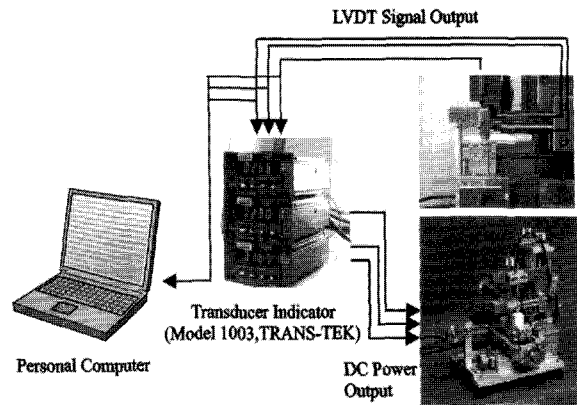 LVDT Signal Output
Transducer Indicator
(Model 1003,TRANS-TEK)
Personal Computer
DC Power
Output